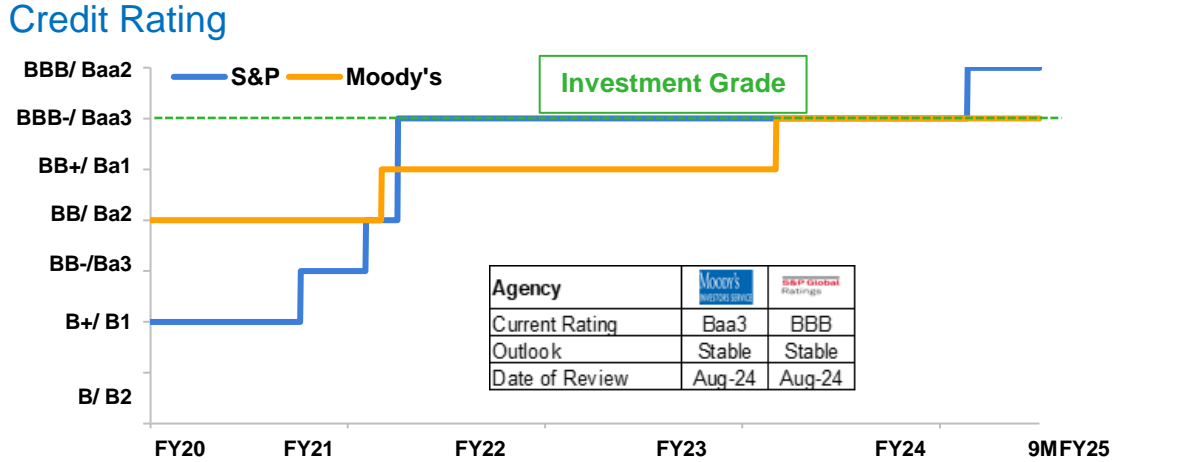 Credit Rating
BBB/ Baa2
S&P
Moody's
Investment Grade
BBB-/ Baa3
BB+/ Ba1
BB/ Ba2
BB-/Ba3
B+/ B1
B/ B2
Agency
MOODY'S
INVESTORS SERVICE
S&P Global
Ratings
Current Rating Baa3 BBB
Outlook Stable Stable
Date of Review Aug-24 Aug-24
FY20 FY21 FY22 FY23 FY24 9MFY25